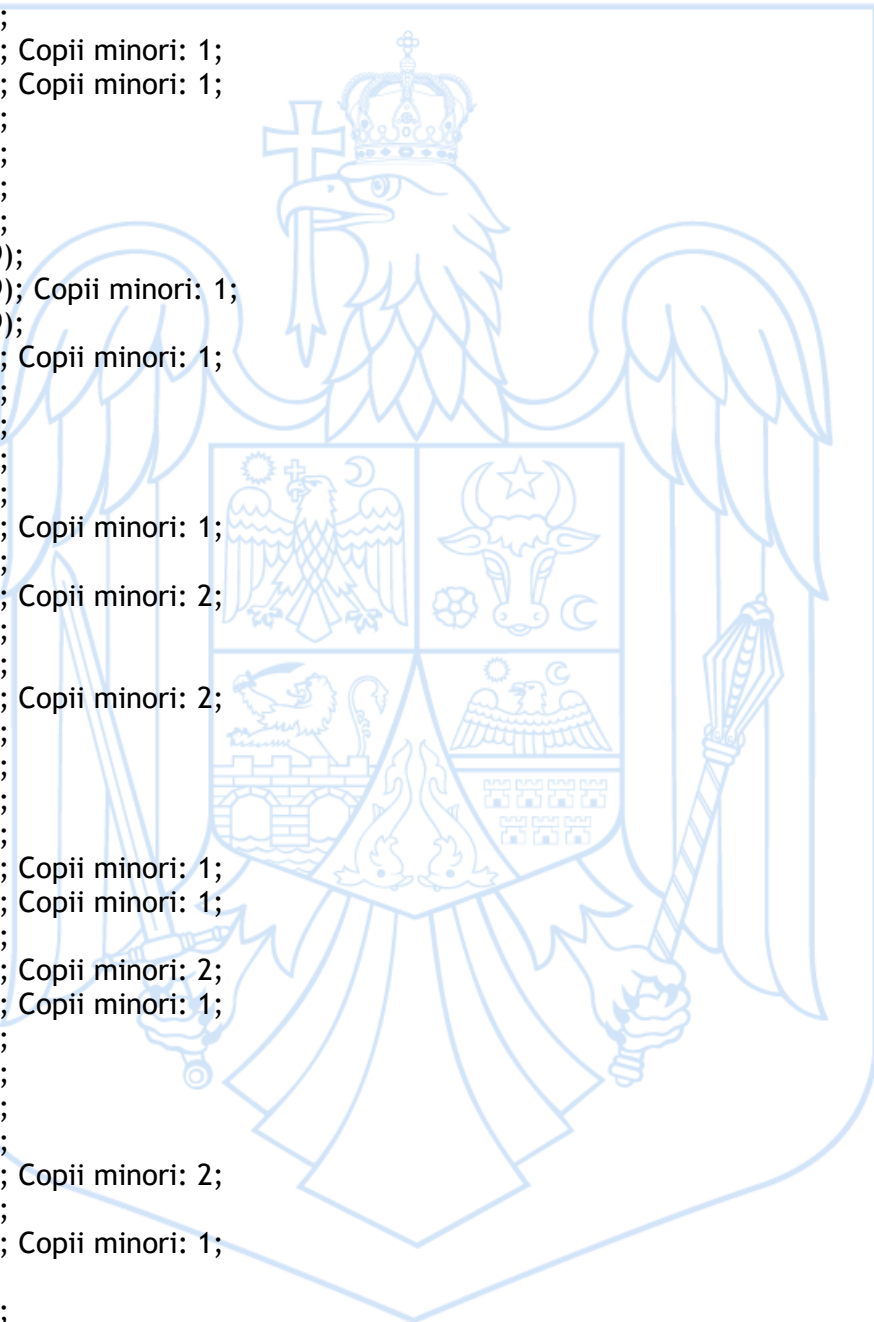 ;
; Copii minori: 1;
; Copii minori: 1;
;
;
;
;
);
); Copii minori: 1;
);
; Copii minori: 1;
;
;
;
;
; Copii minori: 1;
;
; Copii minori: 2;
;
;
; Copii minori: 2;
;
;
;
;
; Copii minori: 1;
; Copii minori: 1;
;
; Copii minori: 2;
; Copii minori: 1;
;
;
;
;
; Copii minori: 2;
;
; Copii minori: 1;
;